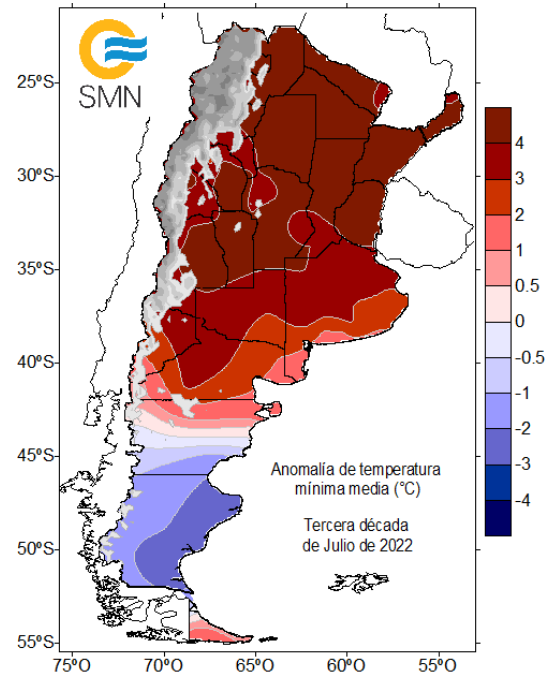 SMN
25°S
30°S
35°S
40°S
45°S
50°S
55°S
75°O
70°O
65°O
60°O
55°O
4
3
2
1
0.5
0
-0.5
-1
-2
-3
-4
Anomalía de temperatura
mínima media (°C)
Tercera década
de Julio de 2022